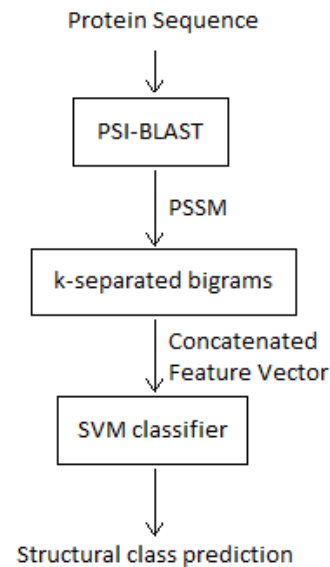 Protein Sequence
PSI-BLAST
PSSM
k-separated bigrams
Concatenated
Feature Vector
SVM classifier
Structural class prediction